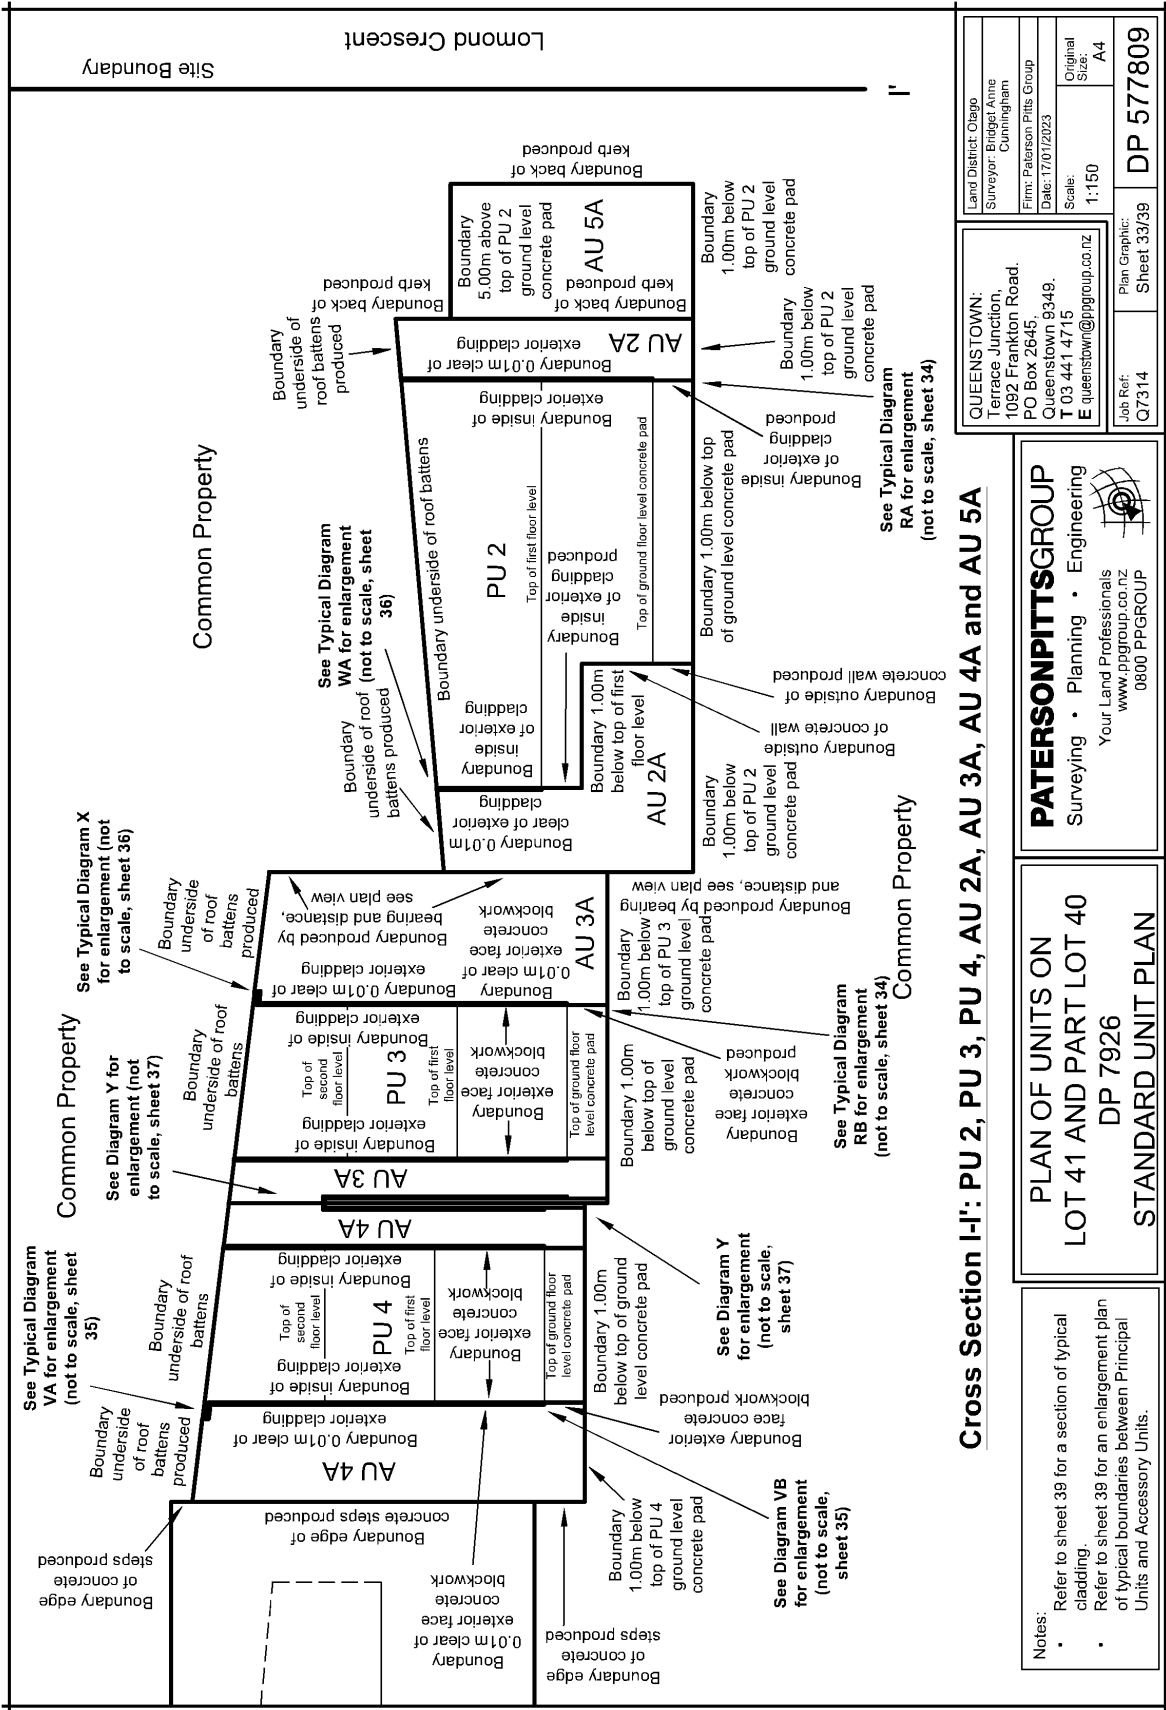 Site Boundary
Lomond Crescent
I'
Common Property
Common Property
Common Property
Boundary edge
of concrete
steps produced
See Typical Diagram
VA for enlargement
(not to scale, sheet
35)
Boundary
underside
of roof
battens
produced
Boundary
underside of roof
battens
See Diagram Y for
enlargement (not
to scale, sheet37)
Boundary
underside of roof
battens
See Typical Diagram X
for enlargement (not
to scale, sheet 36)
Boundary
underside
of roof
battens
produced
See Typical Diagram
WA for enlargement
(not to scale, sheet
36)
Boundary
underside of roof
battens produced
Boundary underside of roof battens
Boundary
underside of
roof battens
produced
Boundary back of
kerb produced
Boundary back of
kerb produced
Boundary edge of
concrete steps produced
AU 4A
Boundary 0.01m clear of
exterior cladding
Boundary inside of
exterior cladding
Top of
second
floor level
PU 4
Top of first
floor level
Boundary inside of
exterior cladding
Boundary
exterior face
concrete
blockwork
Top of ground floor
level concrete pad
AU 4A
AU 3A
Boundary inside of
exterior cladding
Top of
second
floor level
PU 3
Top of first
floor level
Boundary inside of
exterior cladding
Boundary
exterior face
concrete
blockwork
Top of ground floor
level concrete pad
Boundary 0.01m clear of
exterior cladding
Boundary produced by
bearing and distance,
see plan view
Boundary
0.01m clear of
exterior face
concrete
blockwork
AU 3A
Boundary
0.01m clear of exterior
cladding
Boundary
inside
of exterior
cladding
PU 2
Top of first floor level
Boundary
inside
of exterior
cladding
produced
Boundary inside of
exterior cladding
Top of ground floor level concrete pad
Boundary 1.00m
below top of first
floor level
AU 2A
Boundary 0.01m clear of
exterior cladding
AU 2A
Boundary
5.00m above
top of PU 2
ground level
concrete pad
AU 5A
Boundary back of
kerb produced
Boundary
0.01m clear of
exterior face
concrete
blockwork
Boundary edge
of concrete
steps produced
Boundary
1.00m below
top of PU 4
ground level
concrete pad
See Diagram VB
for enlargement
(not to scale,
sheet 35)
Boundary exterior
face concrete
blockwork produced
Boundary 1.00m
below top of ground
level concrete pad
See Diagram Y
for enlargement
(not to scale,
sheet 37)
Boundary 1.00m
below top of
ground level
concrete pad
Boundary
exterior face
concrete
blockwork
produced
See Typical Diagram
RB for enlargement
(not to scale, sheet 34)
Boundary
1.00m below
top of PU 3
ground level
concrete pad
Boundary produced by bearing
and distance, see plan view
Boundary
1.00m below
top of PU 2
ground level
concrete pad
Boundary outside
of concrete wall
Boundary outside of
concrete wall produced
Boundary 1.00m below top
of ground level concrete pad
Boundary inside
of exterior
cladding
produced
See Typical Diagram
RA for enlargement
(not to scale, sheet 34)
Boundary
1.00m below
top of PU 2
ground level
concrete pad
Boundary
1.00m below
top of PU 2
ground level
concrete pad
Cross Section I-I': PU 2, PU 3, PU 4, AU 2A, AU 3A, AU 4A and AU 5A
Notes:
• Refer to sheet 39 for a section of typical
cladding.
• Refer to sheet 39 for an enlargement plan
of typical boundaries between Principal
Units and Accessory Units.
PLAN OF UNITS ON
LOT 41 AND PART LOT 40
DP 7926
STANDARD UNIT PLAN
PATERSONPITTSGROUP
Surveying • Planning • Engineering
Your Land Professionals
www.ppgroup.co.nz
0800 PPGROUP
QUEENSTOWN:
Terrace Junction,
1092 Frankton Road.
PO Box 2645,
Queenstown 9349.
T 03 441 4715
E queenstown@ppgroup.co.nz
Land District: Otago
Surveyor: Bridget Anne
Cunningham
Firm: Paterson Pitts Group
Date: 17/01/2023
Scale:
1:150
Original
Size:
A4
Job Ref:
Q7314
Plan Graphic:
Sheet 33/39
DP 577809